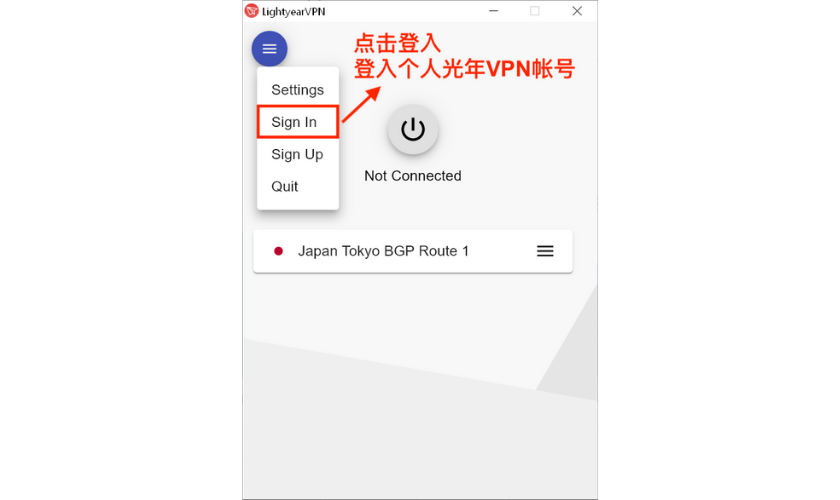 LightyearVPN
点击登入
登入个人光年VPN帐号
Settings
Sign In
Sign Up
Quit
Not Connected
Japan Tokyo BGP Route 1